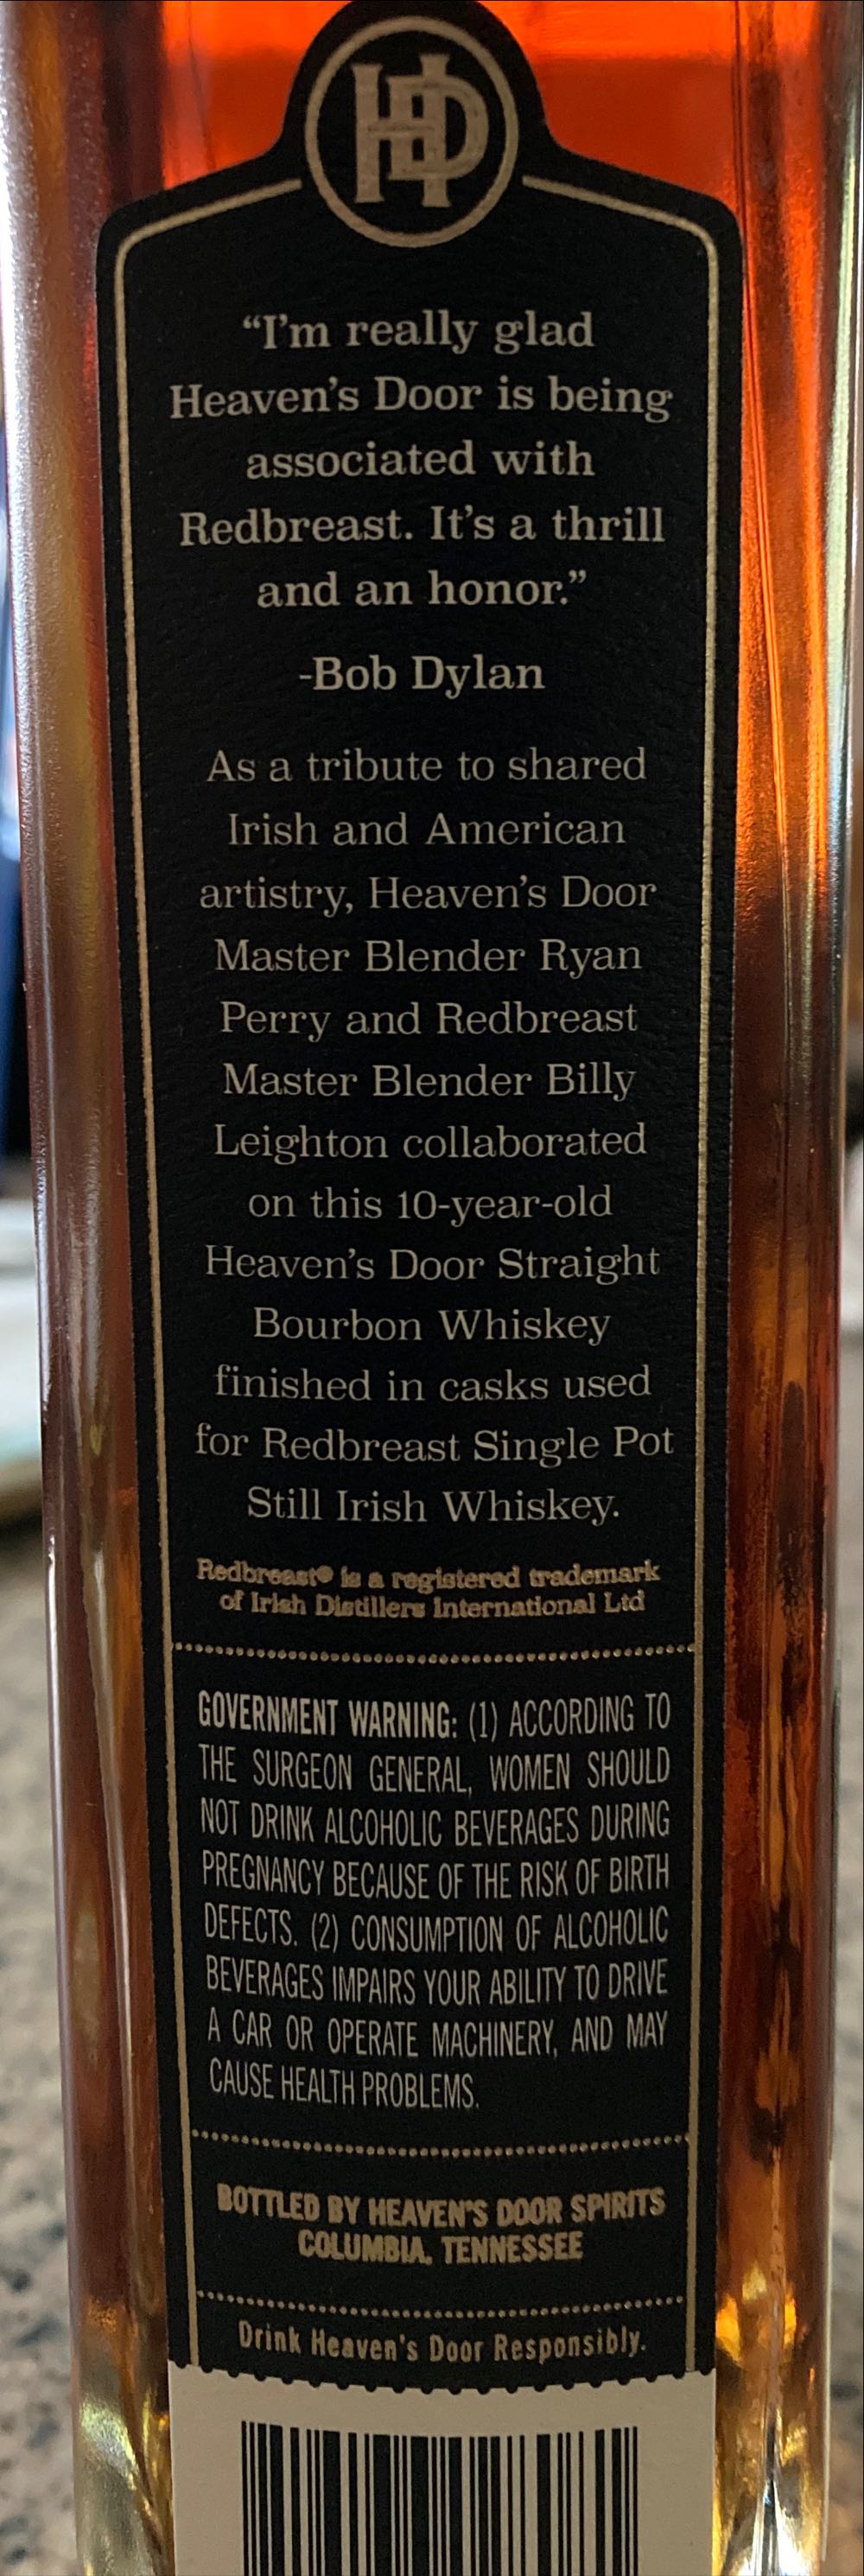 HD
“I’m really glad
Heaven’s Door is being
associated with
Redbreast. It’s a thrill
and an honor.”
-Bob Dylan
As a tribute to shared
Irish and American
artistry, Heaven’s Door
Master Blender Ryan
Perry and Redbreast
Master Blender Billy
Leighton collaborated
on this 10-year-old
Heaven’s Door Straight
Bourbon Whiskey
finished in casks used
for Redbreast Single Pot
Still Irish Whiskey.
Redbreast® is a registered trademark
of Irish Distillers International Ltd
GOVERNMENT WARNING: (1) ACCORDING TO
THE SURGEON GENERAL, WOMEN SHOULD
NOT DRINK ALCOHOLIC BEVERAGES DURING
PREGNANCY BECAUSE OF THE RISK OF BIRTH
DEFECTS. (2) CONSUMPTION OF ALCOHOLIC
BEVERAGES IMPAIRS YOUR ABILITY TO DRIVE
A CAR OR OPERATE MACHINERY, AND MAY
CAUSE HEALTH PROBLEMS.
BOTTLED BY HEAVEN'S DOOR SPIRITS
COLUMBIA, TENNESSEE
Drink Heaven's Door Responsibly.